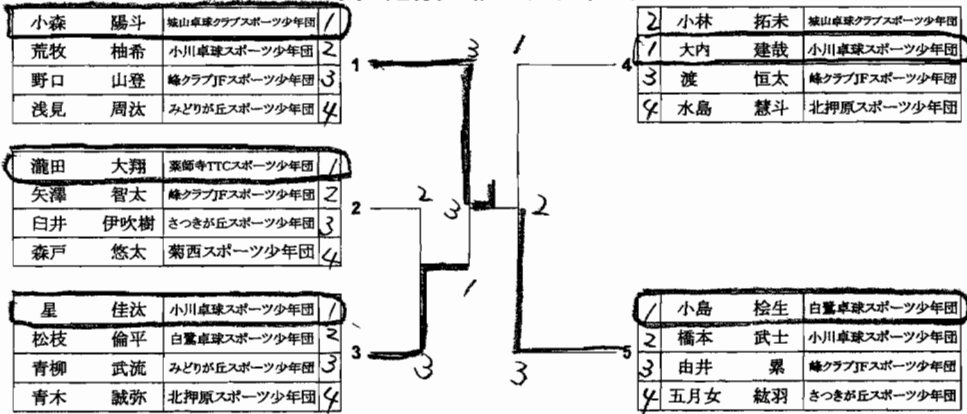 小森 陽斗 城山卓球クラブスポーツ少年団 1
荒牧 柚希 小川卓球スポーツ少年団 2
野口 山登 峰クラブJFスポーツ少年団 3
浅見 周汰 みどりが丘スポーツ少年団 4
瀧田 大翔 薬師寺TTCスポーツ少年団 1
矢澤 智太 峰クラブJFスポーツ少年団 2
臼井 伊吹樹 さつきが丘スポーツ少年団 3
森戸 悠太 菊西スポーツ少年団 4
星 佳汰 小川卓球スポーツ少年団 1
松枝 倫平 白鷺卓球スポーツ少年団 2
青柳 武流 みどりが丘スポーツ少年団 3
青木 誠弥 北押原スポーツ少年団 4
3 1
1 4
2
2 3 2
1
3 3 3 5
2 小林 拓未 城山卓球クラブスポーツ少年団
1 大内 建哉 小川卓球スポーツ少年団
3 渡 恒太 峰クラブJFスポーツ少年団
4 水島 慧斗 北押原スポーツ少年団
1 小島 桧生 白鷺卓球スポーツ少年団
2 橋本 武士 小川卓球スポーツ少年団
3 由井 累 峰クラブJFスポーツ少年団
4 五月女 紘羽 さつきが丘スポーツ少年団